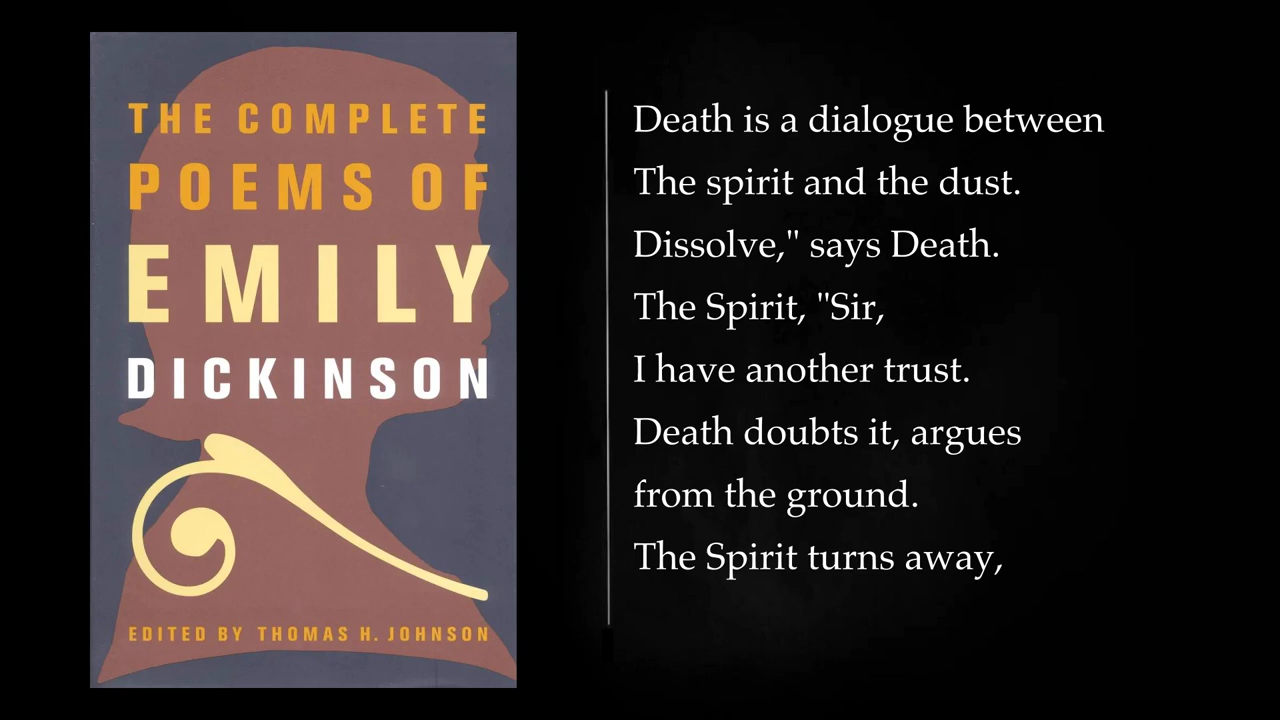 THE COMPLETE
POEMS OF
EMILY
DICKINSON
EDITED BY THOMAS H. JOHNSON
Death is a dialogue between
The spirit and the dust.
Dissolve," says Death.
The Spirit, "Sir,
I have another trust.
Death doubts it, argues
from the ground.
The Spirit turns away,